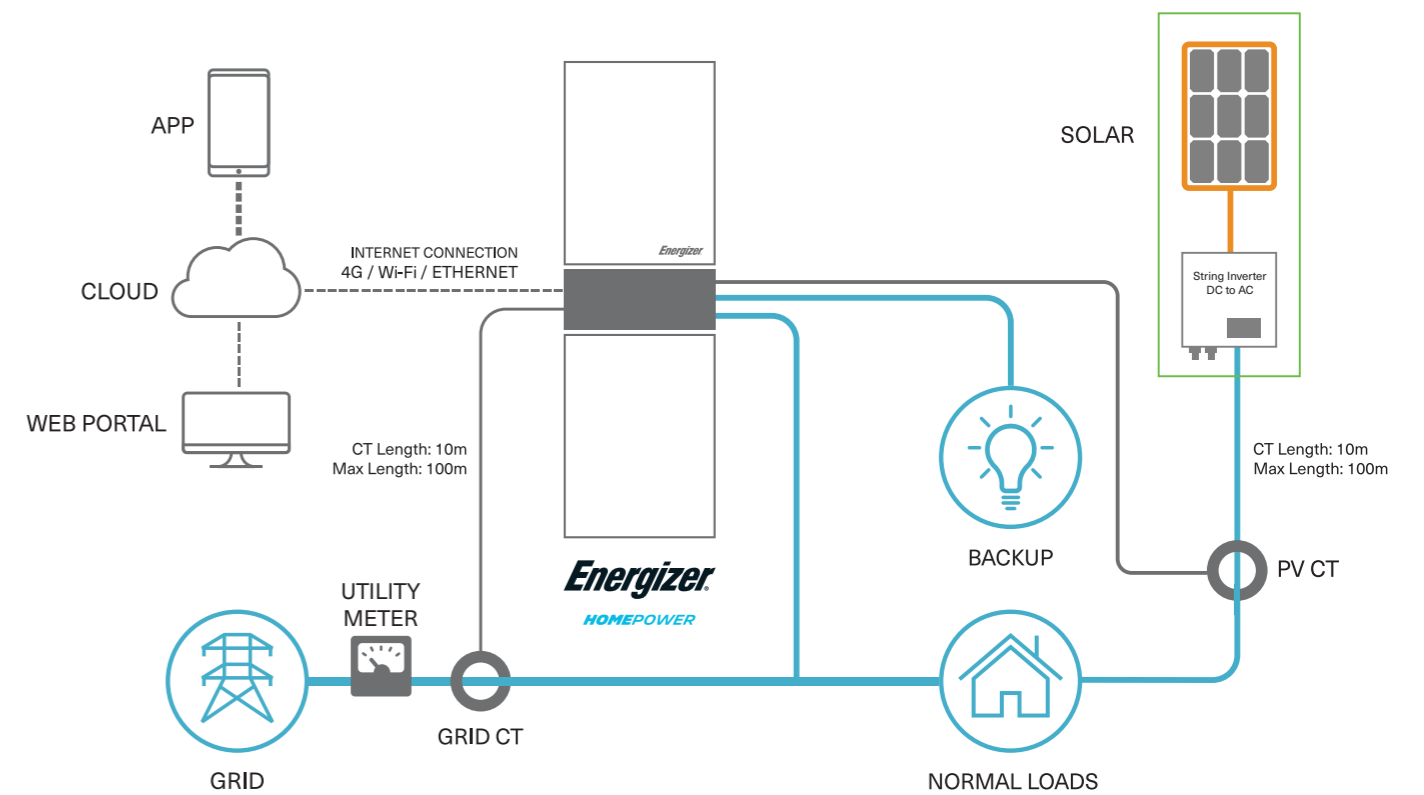 APP
SOLAR
Energizer
INTERNET CONNECTION
4G / Wi-Fi / ETHERNET
CLOUD
String Inverter
DC to AC
WEB PORTAL
CT Length: 10m
Max Length: 100m
CT Length: 10m
Max Length: 100m
BACKUP
PV CT
Energizer®
HOMEPOWER
UTILITY
METER
GRID CT
GRID
NORMAL LOADS